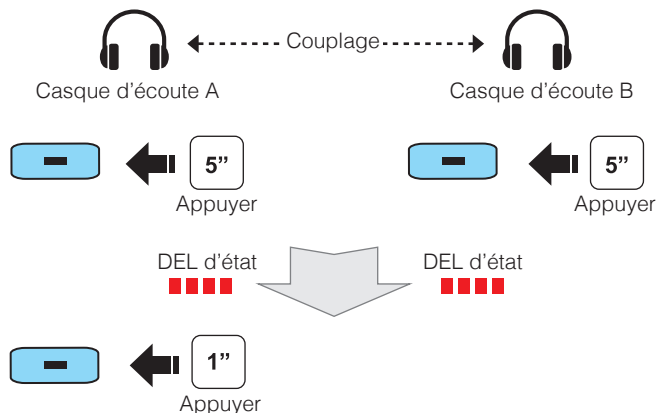 Couplage
Casque d'écoute A
Casque d'écoute B
5”
5”
Appuyer
Appuyer
DEL d'état
DEL d'état
1”
Appuyer